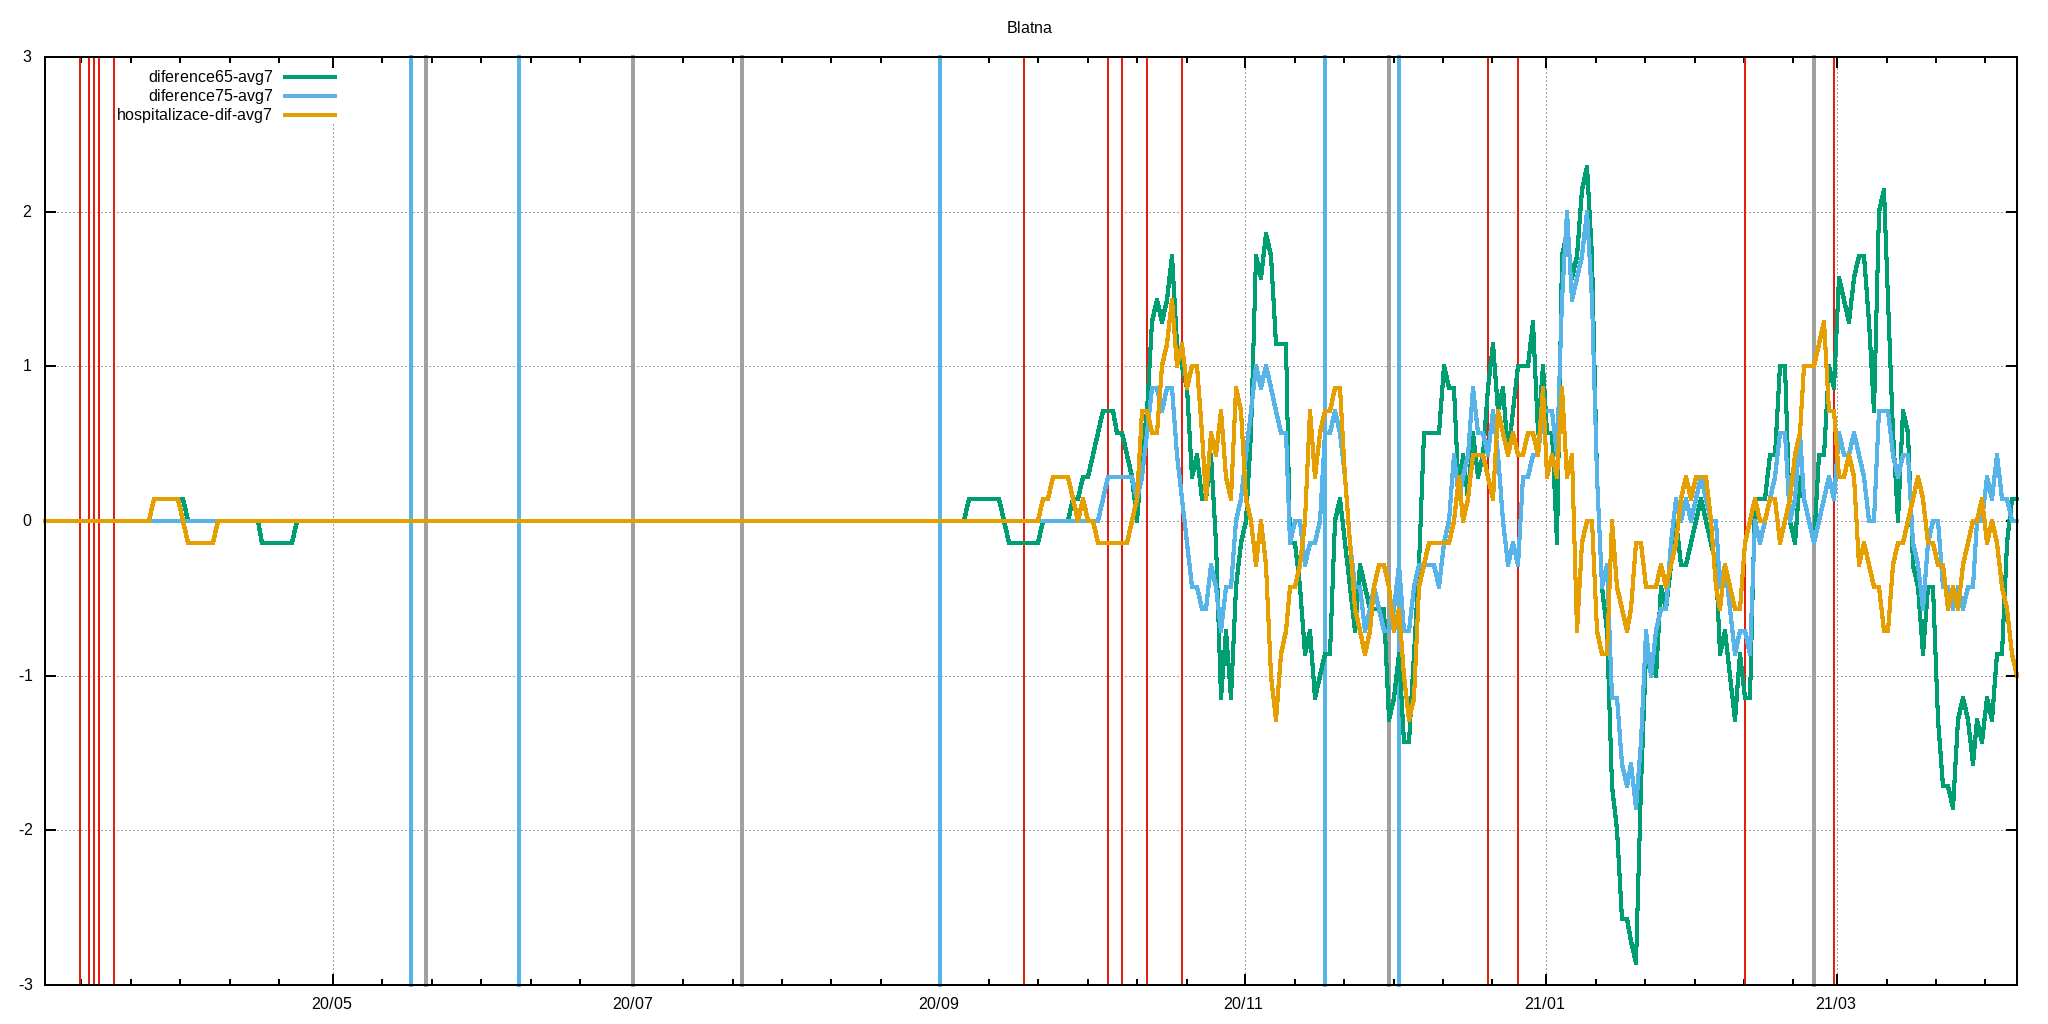 Blatna
3
diference65-avg7
diference75-avg7
hospitalizace-dif-avg7
2
1
0
-1
-2
-3
20/05 20/07 20/09 20/11 21/01 21/03